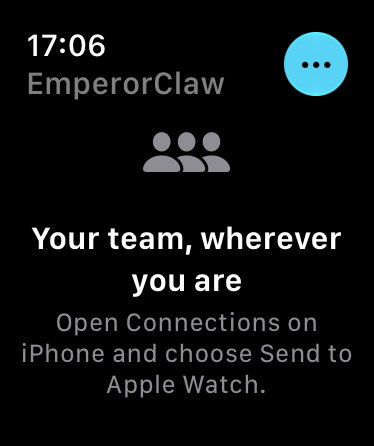 17:06
EmperorClaw
Your team, wherever
you are
Open Connections on
iPhone and choose Send to
Apple Watch.